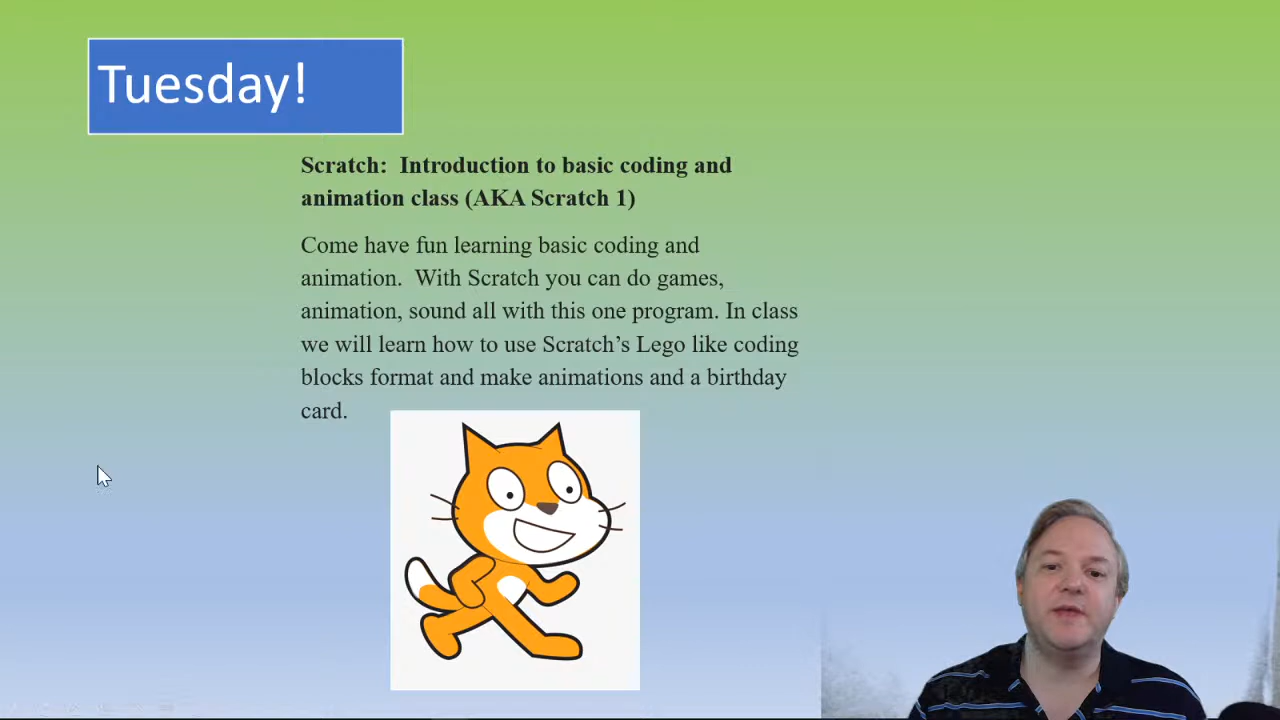 Tuesday!
Scratch:  Introduction to basic coding and
animation class (AKA Scratch 1)
Come have fun learning basic coding and
animation.  With Scratch you can do games,
animation, sound all with this one program. In class
we will learn how to use Scratch’s Lego like coding
blocks format and make animations and a birthday
card.